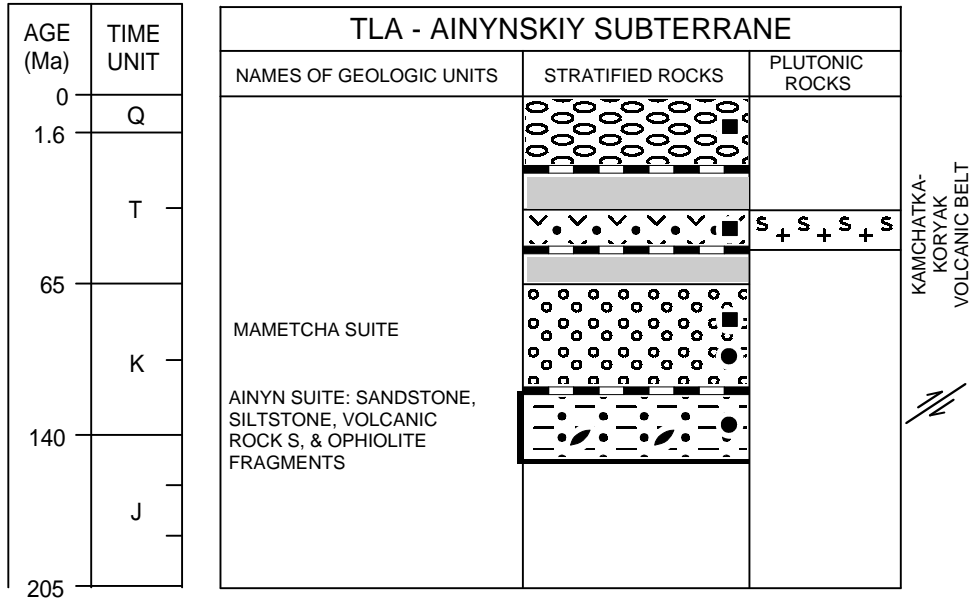 TLA - AINYNSKIY SUBTERRANE
AGE
(Ma)
TIME
UNIT
NAMES OF GEOLOGIC UNITS
STRATIFIED ROCKS
PLUTONIC
ROCKS
0
Q
1.6
T
65
K
140
J
205
MAMETCHA SUITE
AINYN SUITE: SANDSTONE,
SILTSTONE, VOLCANIC
ROCK S, & OPHIOLITE
FRAGMENTS
S + S + S + S
KAMCHATKA-
KORYAK
VOLCANIC BELT